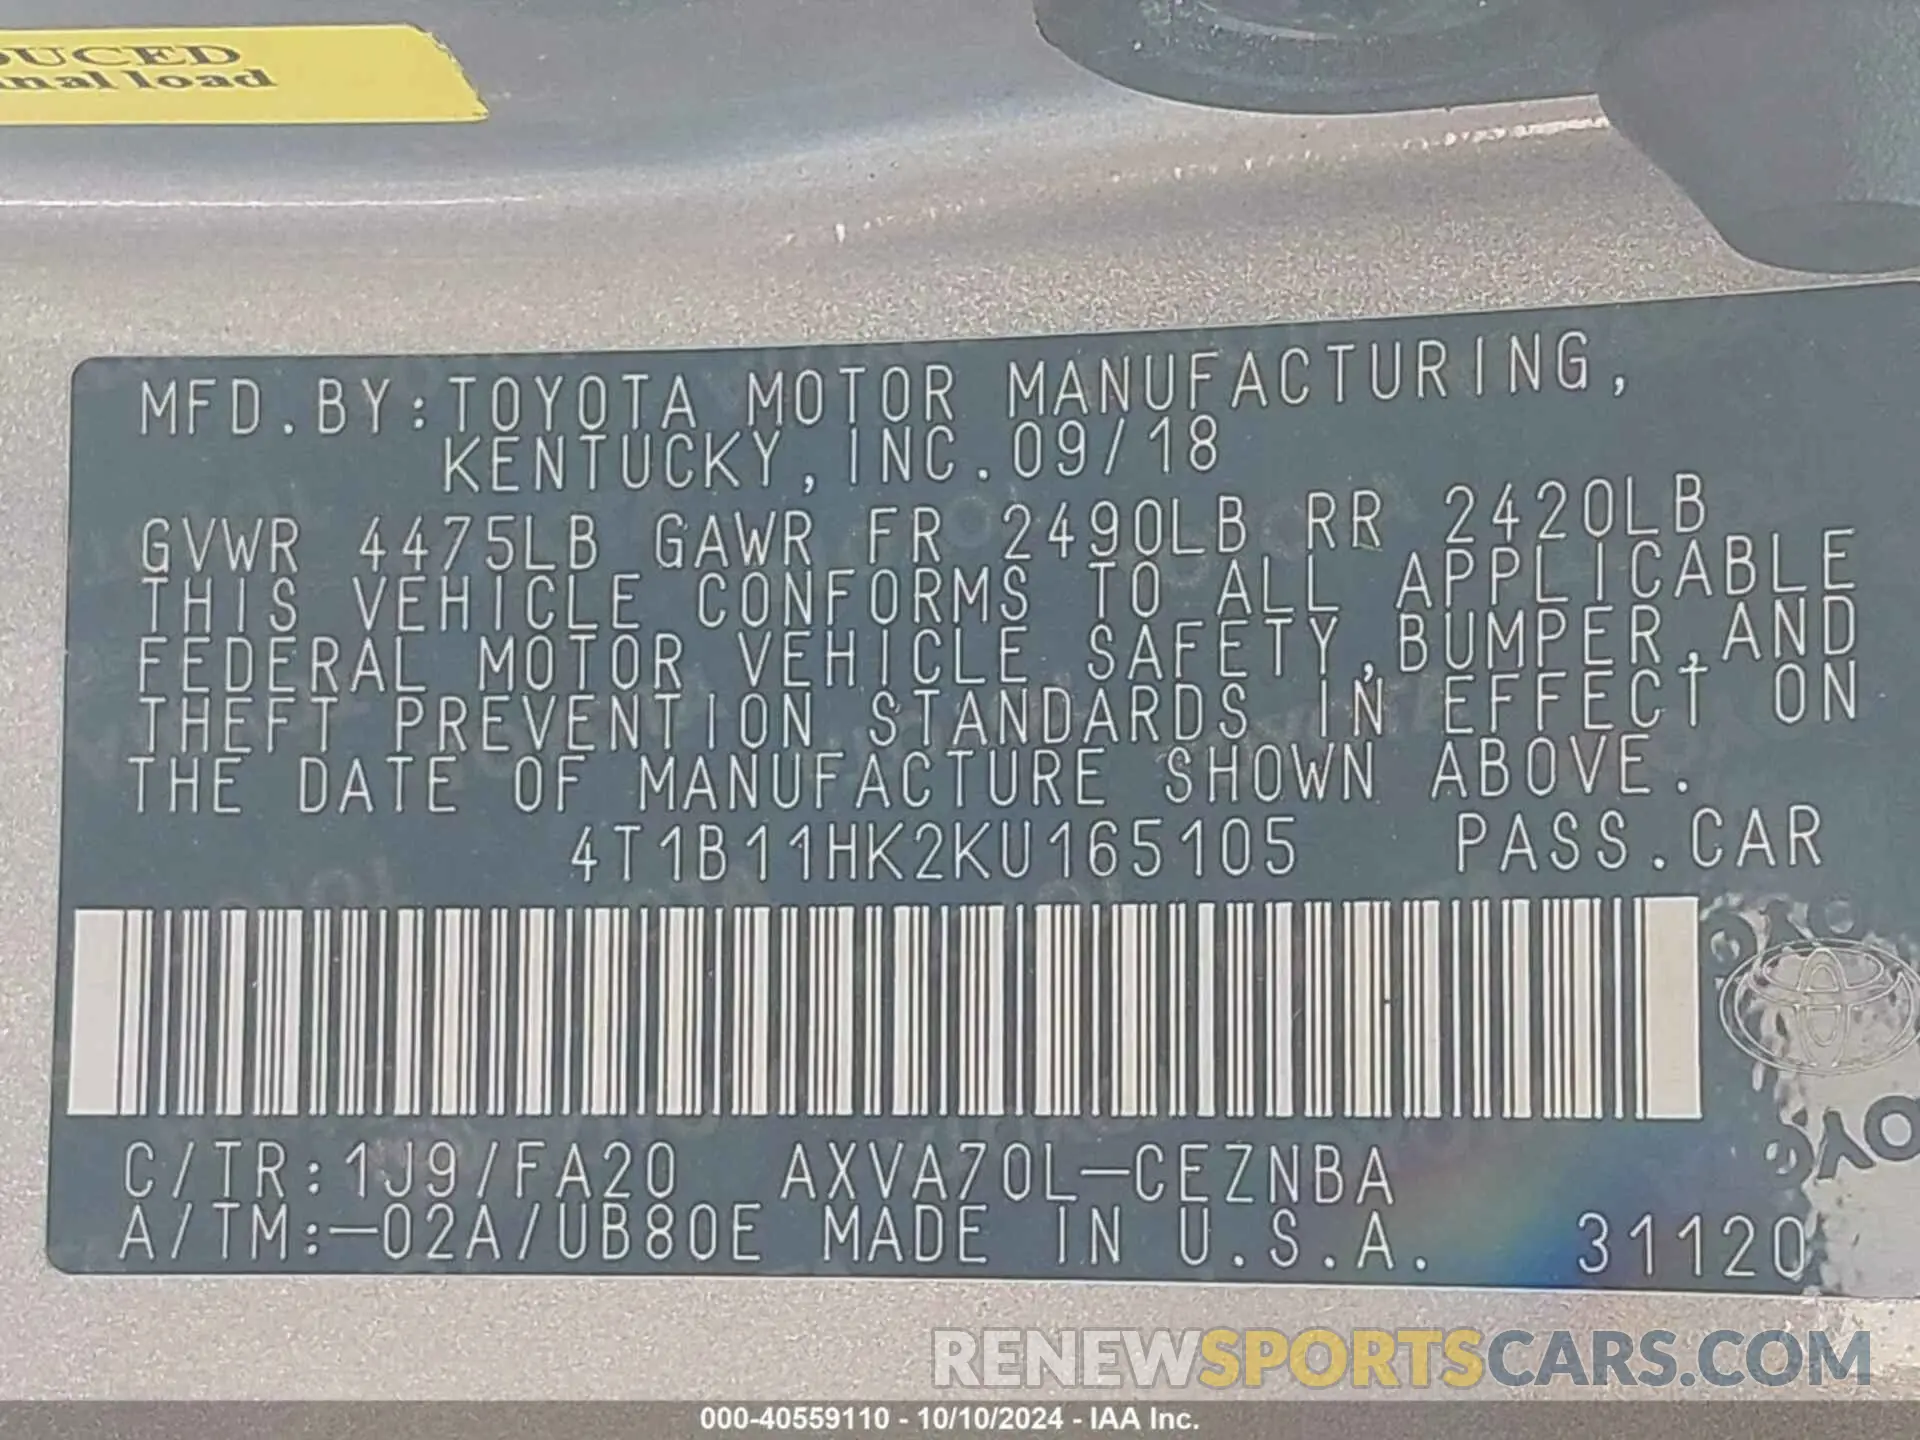 DUCED
nal load
MFD.BY:TOYOTA MOTOR MANUFACTURING,
KENTUCKY,INC.09/18
GVWR 4475LB GAWR FR 2490LB RR 2420LB
THIS VEHICLE CONFORMS TO ALL APPLICABLE
FEDERAL MOTOR VEHICLE SAFETY,BUMPER,AND
THEFT PREVENTION STANDARDS IN EFFECT ON
THE DATE OF MANUFACTURE SHOWN ABOVE.
4T1B11HK2KU165105 PASS.CAR
C/TR:1J9/FA20 AXVA70L-CEZNBA
A/TM:-02A/UB80E MADE IN U.S.A. 31120
RENEWSPORTSCARS.COM
000-40559110 - 10/10/2024 - IAA Inc.